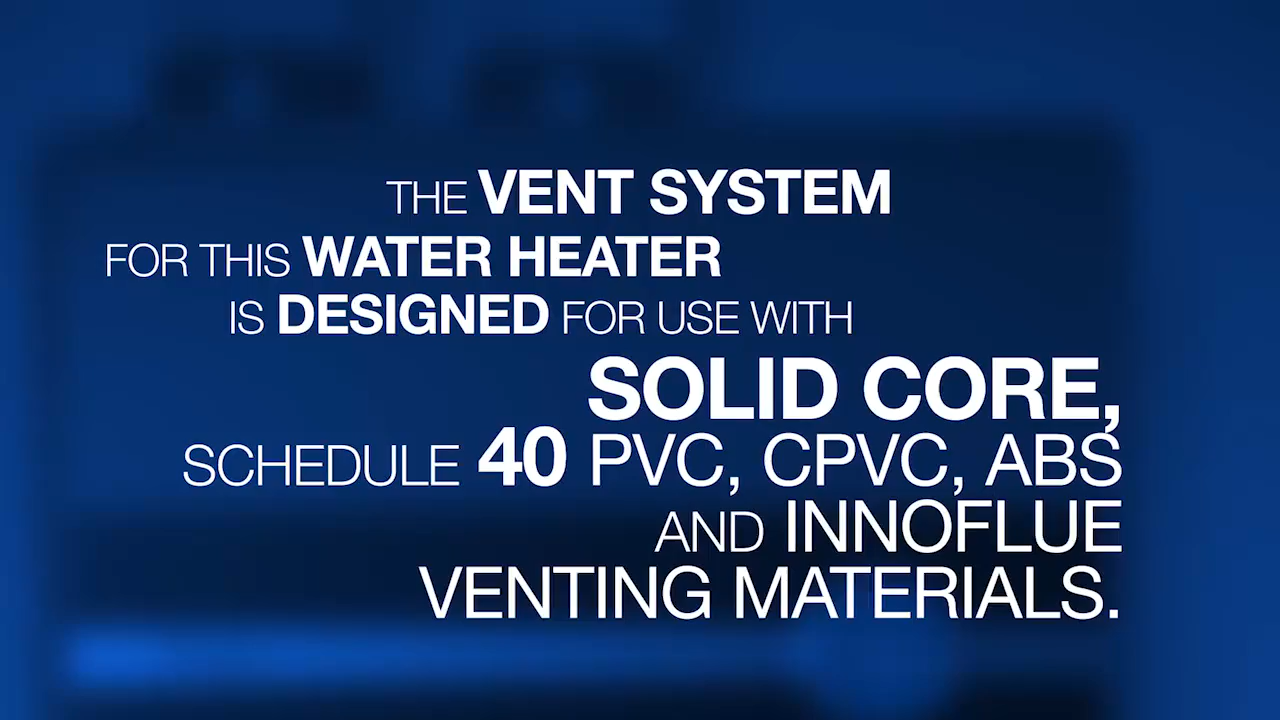 THE VENT SYSTEM
FOR THIS WATER HEATER
IS DESIGNED FOR USE WITH
SOLID CORE,
SCHEDULE 40 PVC, CPVC, ABS
AND INNOFLUE
VENTING MATERIALS.